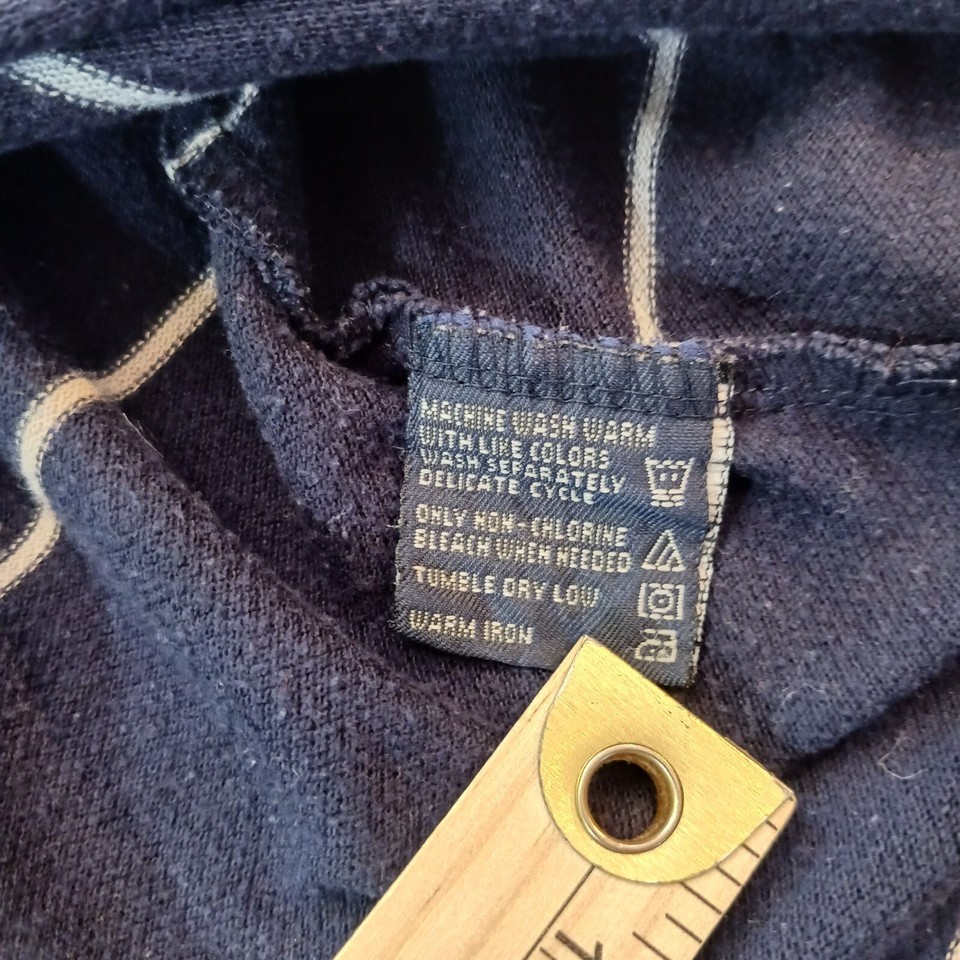 MACHINE WASH WARM
WITH LIKE COLORS
WASH SEPARATELY
DELICATE CYCLE
ONLY NON-CHLORINE
BLEACH WHEN NEEDED
TUMBLE DRY LOW
WARM IRON